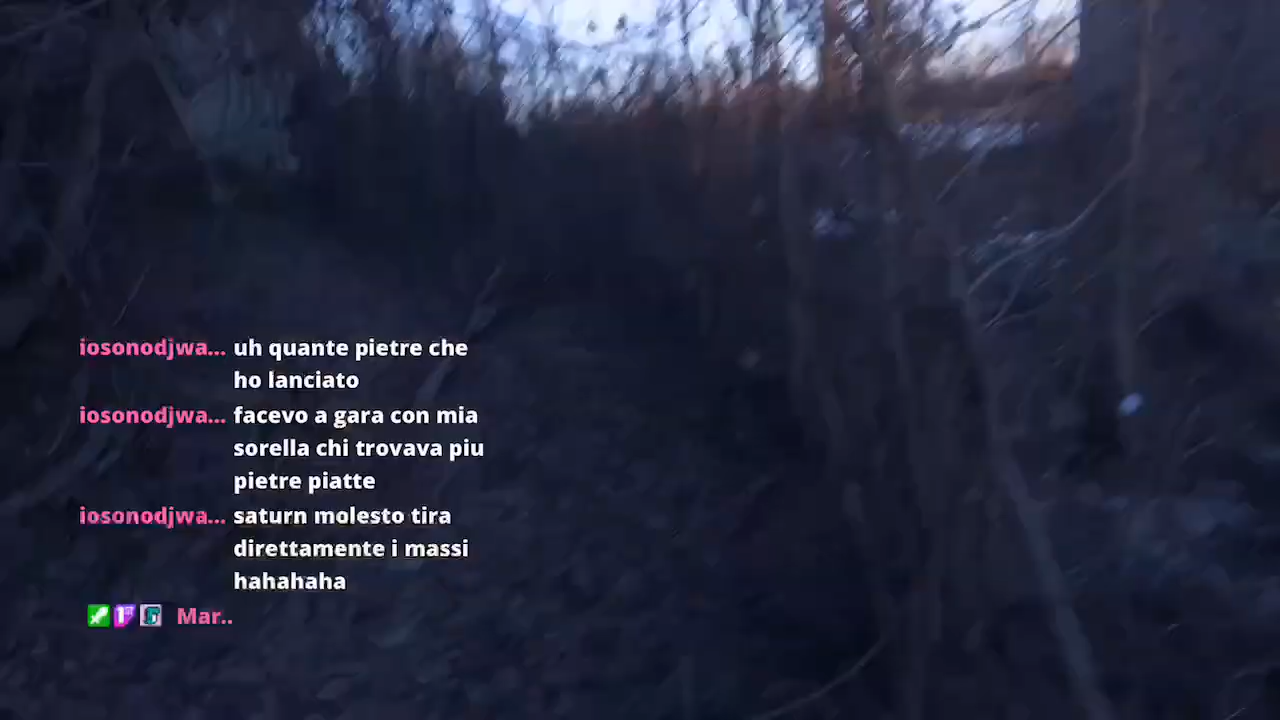 iosonodjwa... uh quante pietre che
ho lanciato
iosonodjwa... facevo a gara con mia
sorella chi trovava piu
pietre piatte
iosonodjwa... saturn molesto tira
direttamente i massi
hahahaha
Mar..